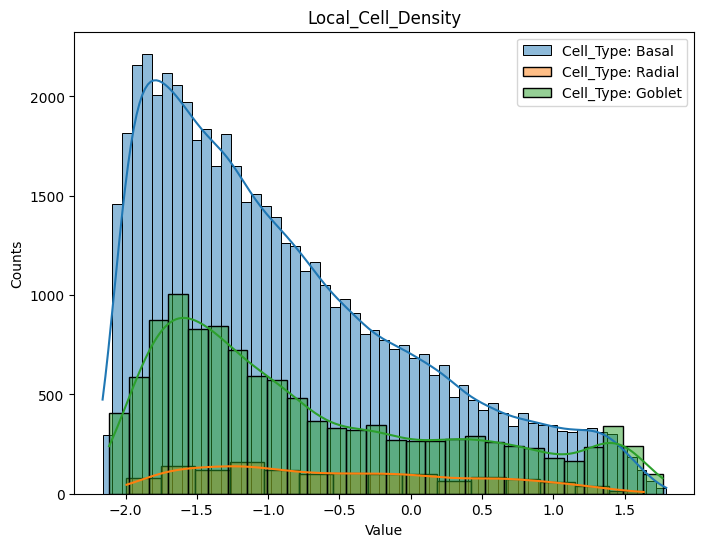 Local_Cell_Density
Cell_Type: Basal
Cell_Type: Radial
Cell_Type: Goblet
Counts
2000
1500
1000
500
0
−2.0 −1.5 −1.0 −0.5 0.0 0.5 1.0 1.5
Value